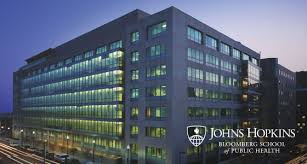 JOHNS HOPKINS
BLOOMBERG SCHOOL
of PUBLIC HEALTH